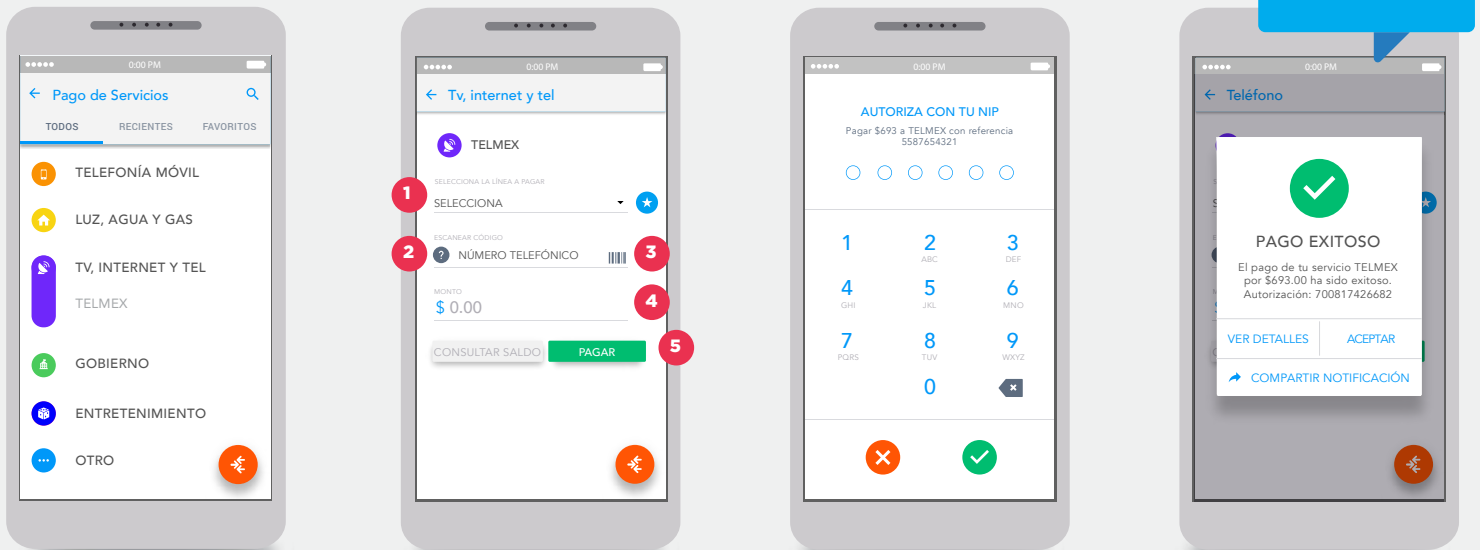 0:00 PM
Pago de Servicios
TODOS RECIENTES FAVORITOS
TELEFONÍA MÓVIL
LUZ, AGUA Y GAS
TV, INTERNET Y TEL
TELMEX
GOBIERNO
ENTRETENIMIENTO
OTRO
0:00 PM
Tv, internet y tel
TELMEX
1
SELECCIONA LA LÍNEA A PAGAR
SELECCIONA
2
ESCANEAR CÓDIGO
? NÚMERO TELEFÓNICO
3
MONTO
$ 0.00
4
CONSULTAR SALDO PAGAR
5
0:00 PM
AUTORIZA CON TU NIP
Pagar $693 a TELMEX con referencia
5587654321
1 2 3
ABC DEF
4 5 6
GHI JKL MNO
7 8 9
PQRS TUV WXYZ
0
0:00 PM
Teléfono
PAGO EXITOSO
El pago de tu servicio TELMEX
por $693.00 ha sido exitoso.
Autorización: 700817426682
VER DETALLES ACEPTAR
COMPARTIR NOTIFICACIÓN